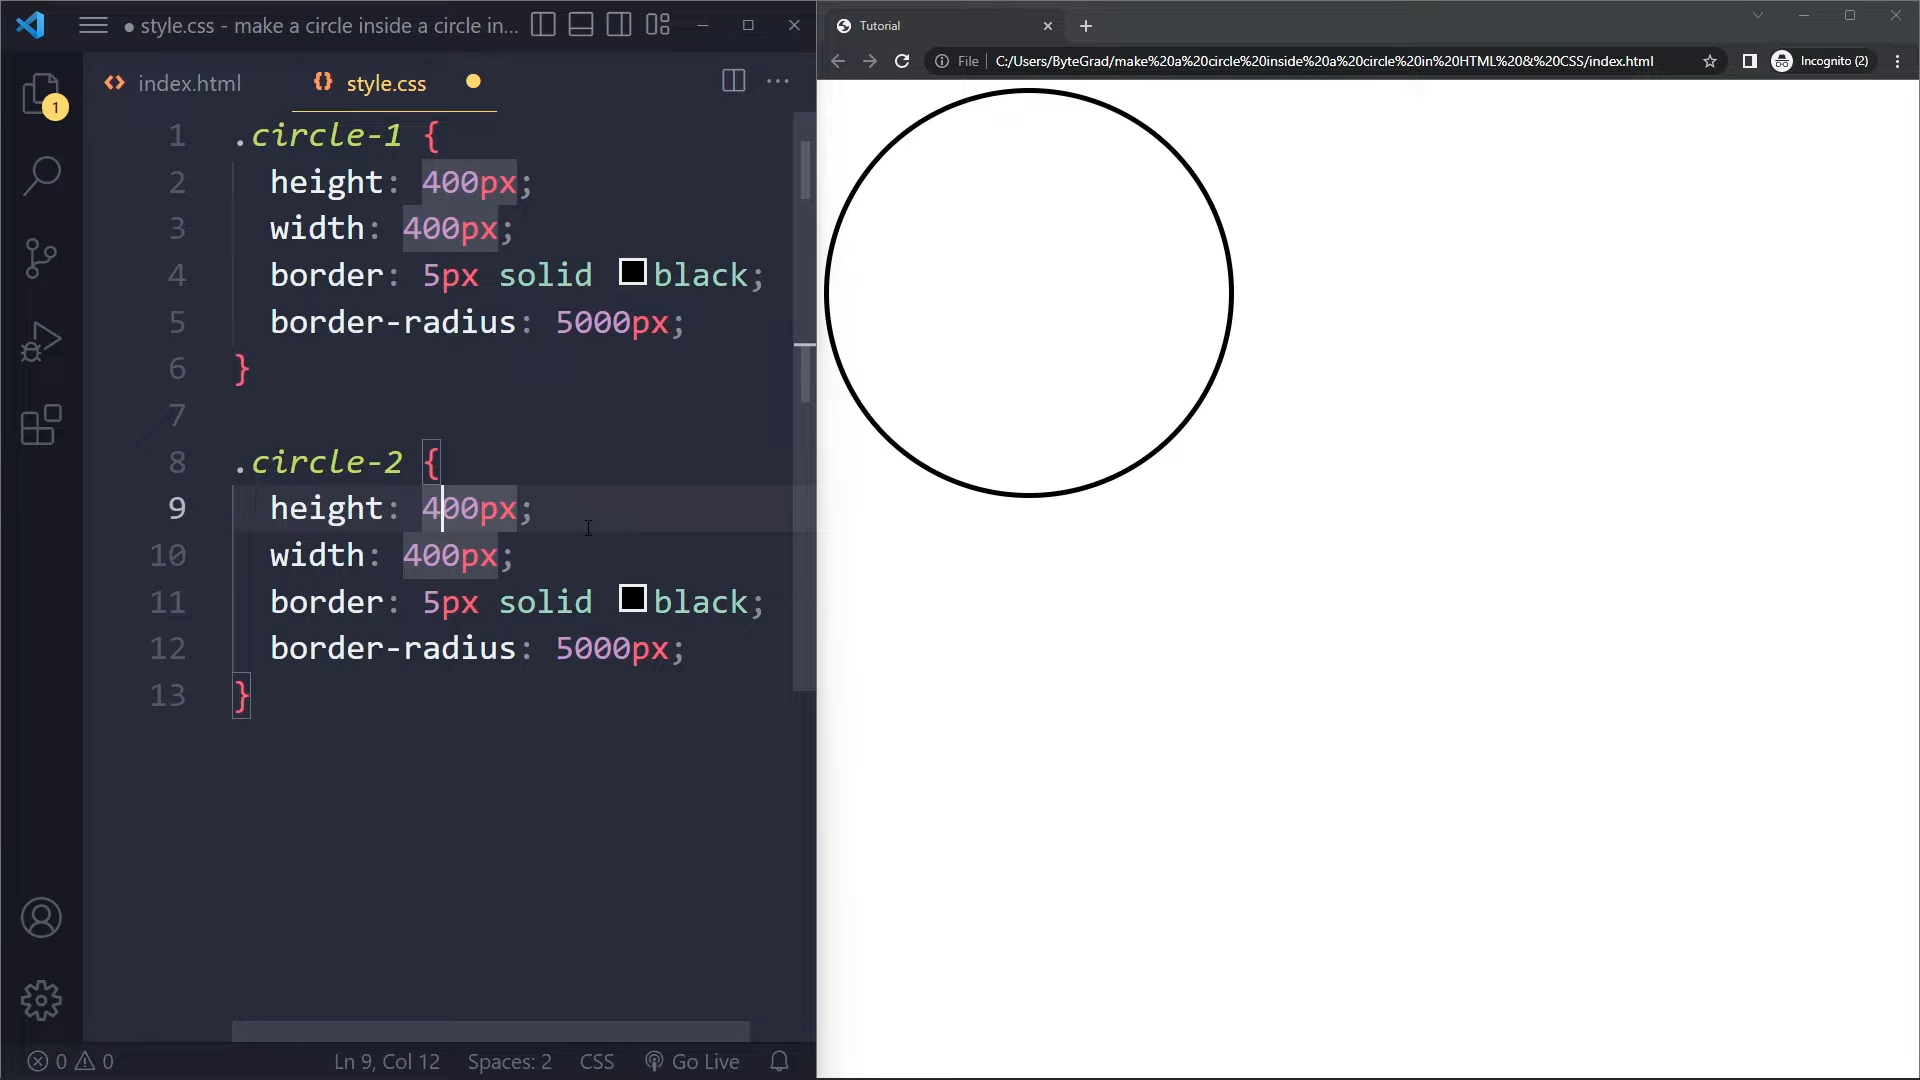 ● style.css - make a circle inside a circle in...
index.html
style.css
1
1 .circle-1 {
2 height: 400px;
3 width: 400px;
4 border: 5px solid black;
5 border-radius: 5000px;
6 }
7
8 .circle-2 {
9 height: 400px;
10 width: 400px;
11 border: 5px solid black;
12 border-radius: 5000px;
13 }
0 0 Ln 9, Col 12 Spaces: 2 CSS Go Live
Tutorial
File C:/Users/ByteGrad/make%20a%20circle%20inside%20a%20circle%20in%20HTML%20&%20CSS/index.html Incognito (2)